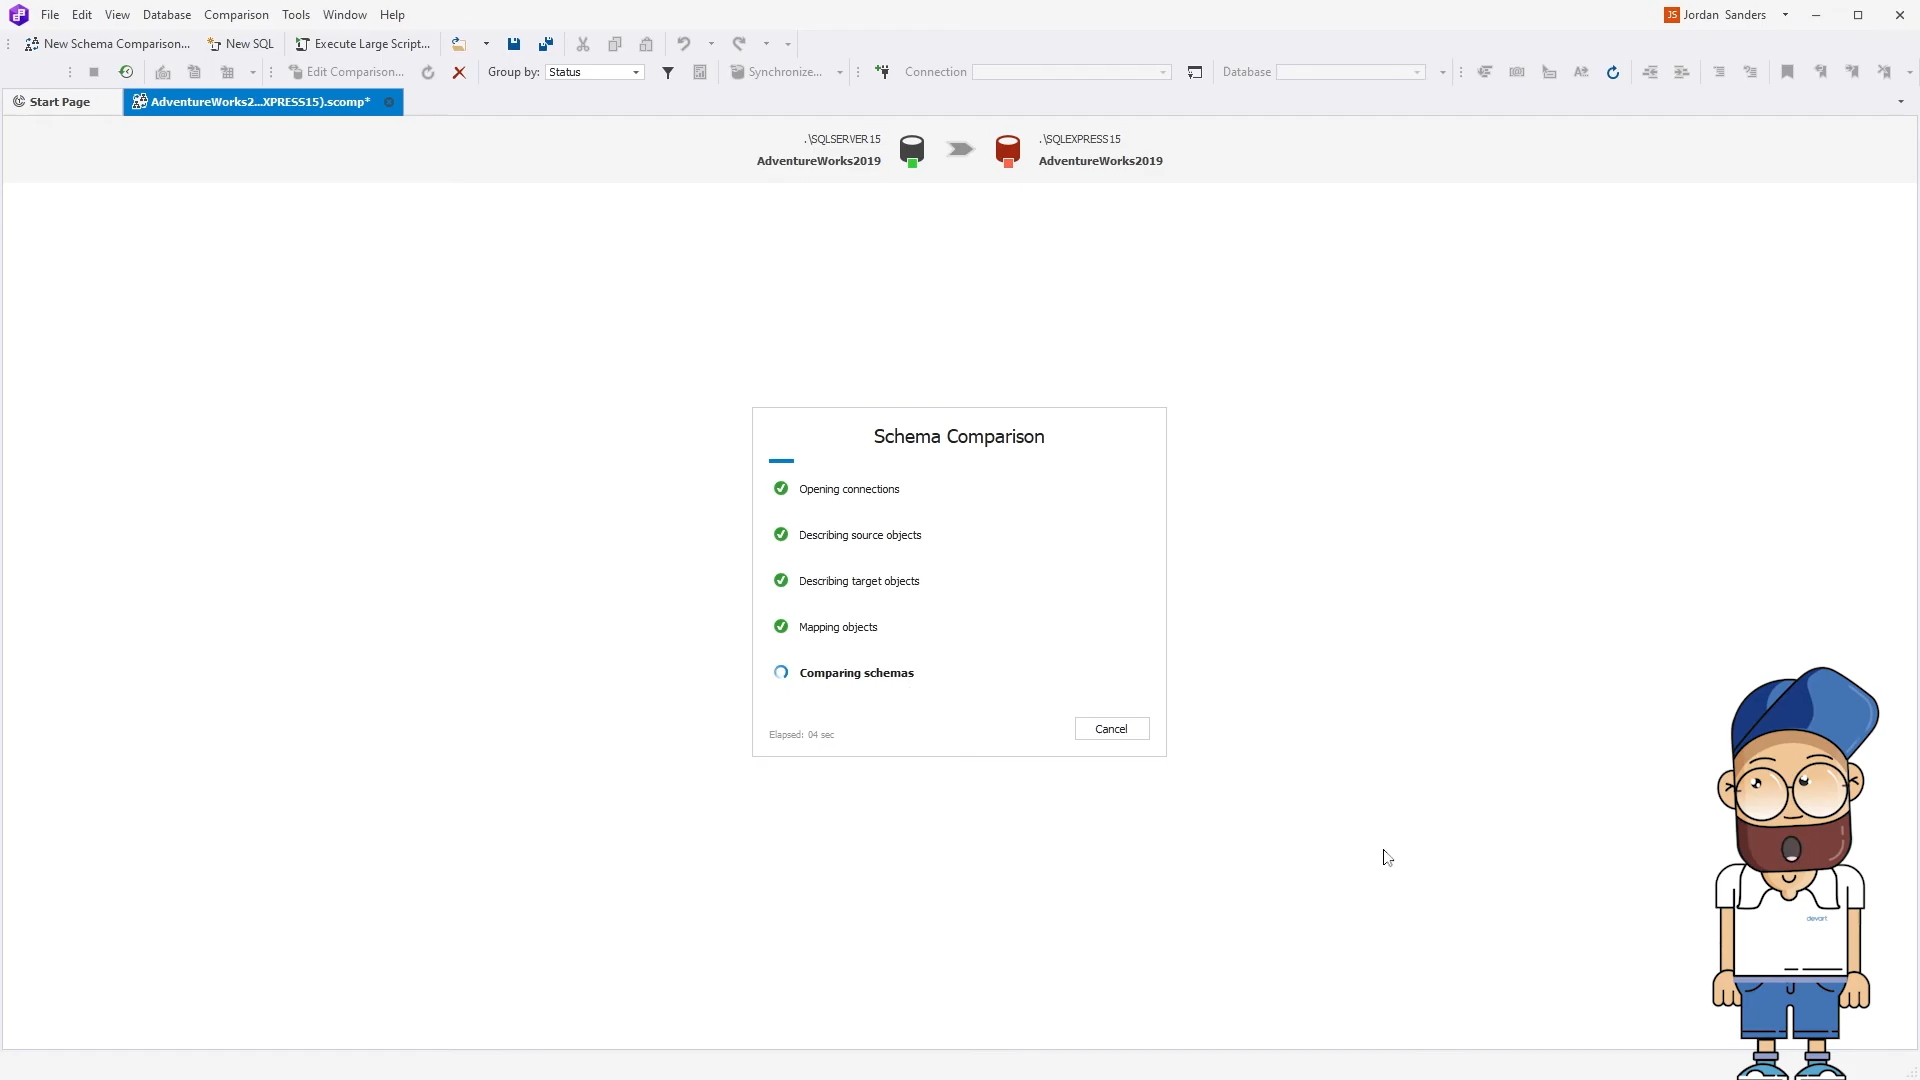 File Edit View Database Comparison Tools Window Help
JS Jordan Sanders
New Schema Comparison... New SQL Execute Large Script...
Edit Comparison... Group by: Status Synchronize... Connection Database
Start Page AdventureWorks2...XPRESS15).scomp*
.\SQLSERVER15 .\SQLEXPRESS15
AdventureWorks2019 AdventureWorks2019
Schema Comparison
Opening connections
Describing source objects
Describing target objects
Mapping objects
Comparing schemas
Cancel
Elapsed: 04 sec
devart